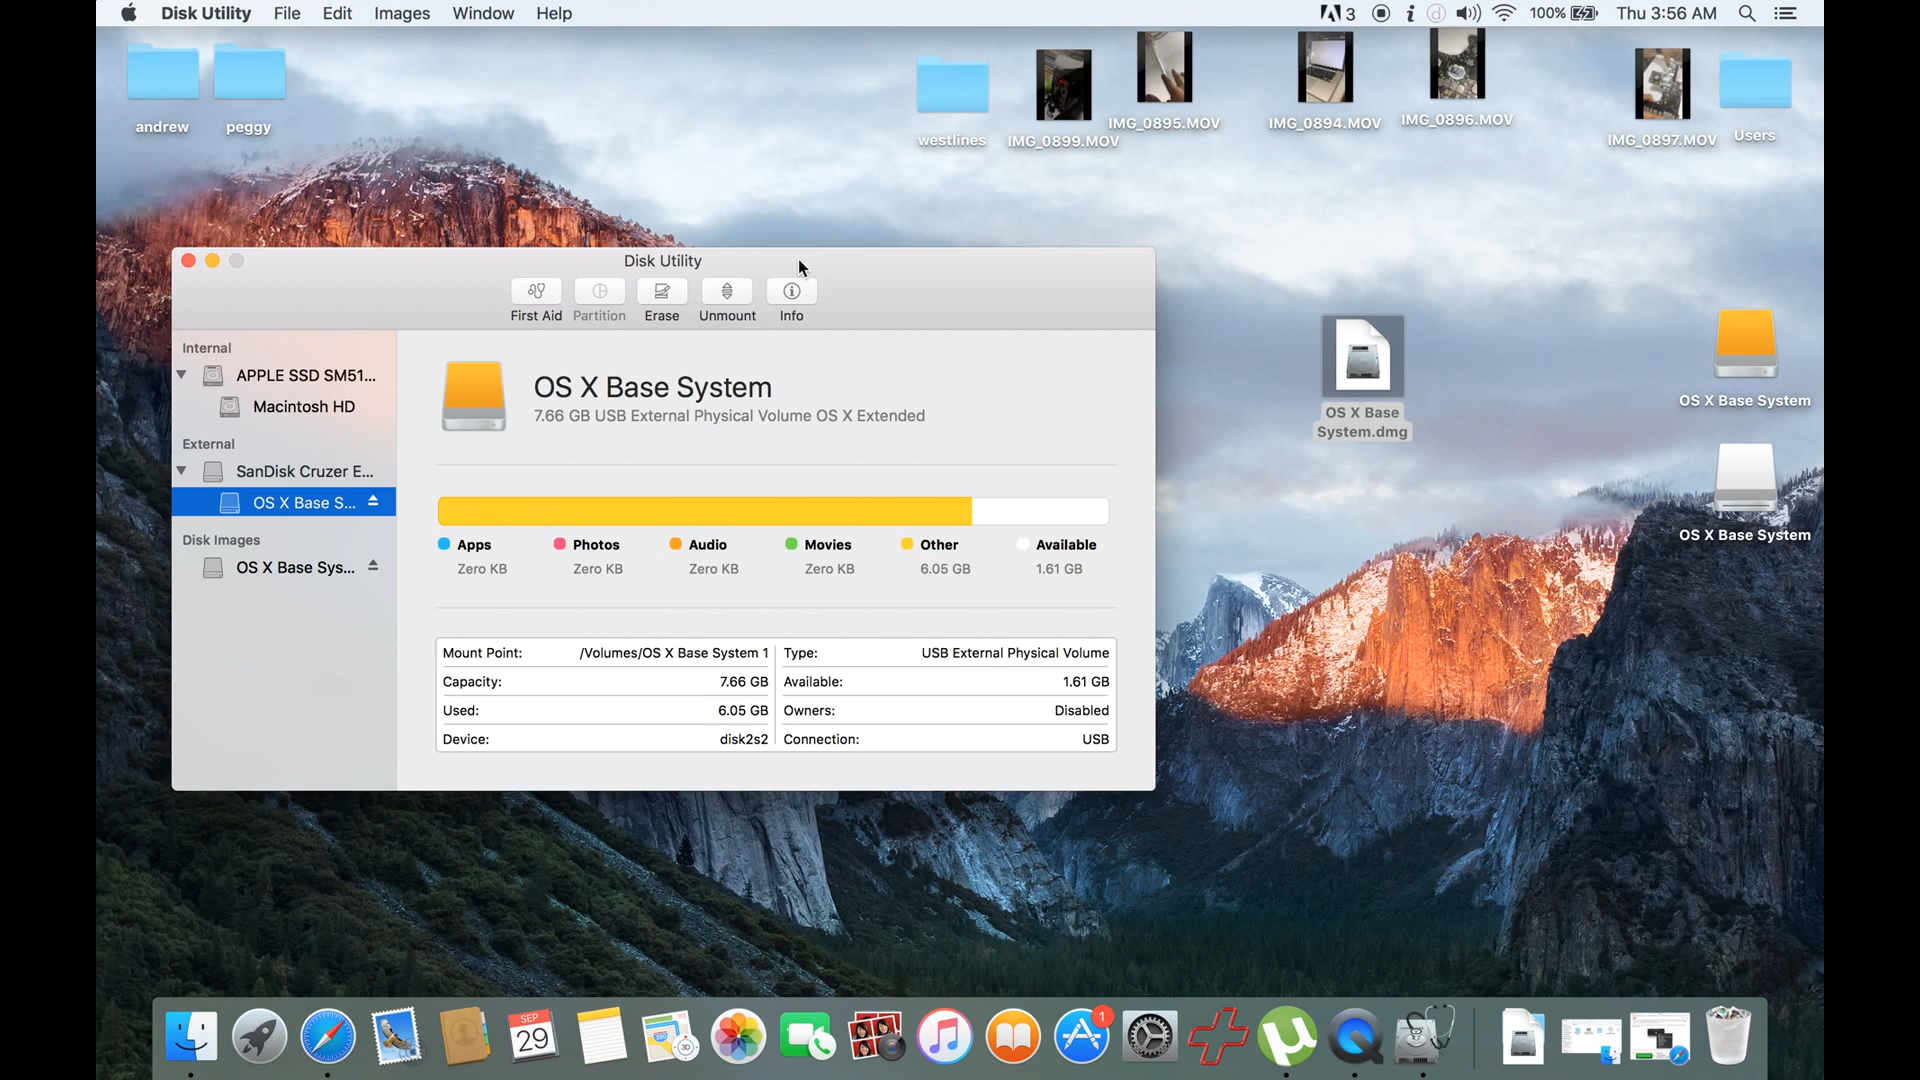 Disk Utility File Edit Images Window Help
3 100% Thu 3:56 AM
andrew
peggy
westlines
IMG_0899.MOV
IMG_0895.MOV
IMG_0894.MOV
IMG_0896.MOV
IMG_0897.MOV
Users
Disk Utility
First Aid
Partition
Erase
Unmount
Info
Internal
APPLE SSD SM51...
Macintosh HD
External
SanDisk Cruzer E...
OS X Base S...
Disk Images
OS X Base Sys...
OS X Base System
7.66 GB USB External Physical Volume OS X Extended
Apps
Zero KB
Photos
Zero KB
Audio
Zero KB
Movies
Zero KB
Other
6.05 GB
Available
1.61 GB
Mount Point: /Volumes/OS X Base System 1
Type: USB External Physical Volume
Capacity: 7.66 GB
Available: 1.61 GB
Used: 6.05 GB
Owners: Disabled
Device: disk2s2
Connection: USB
OS X Base
System.dmg
OS X Base System
OS X Base System
SEP
29
3D
1